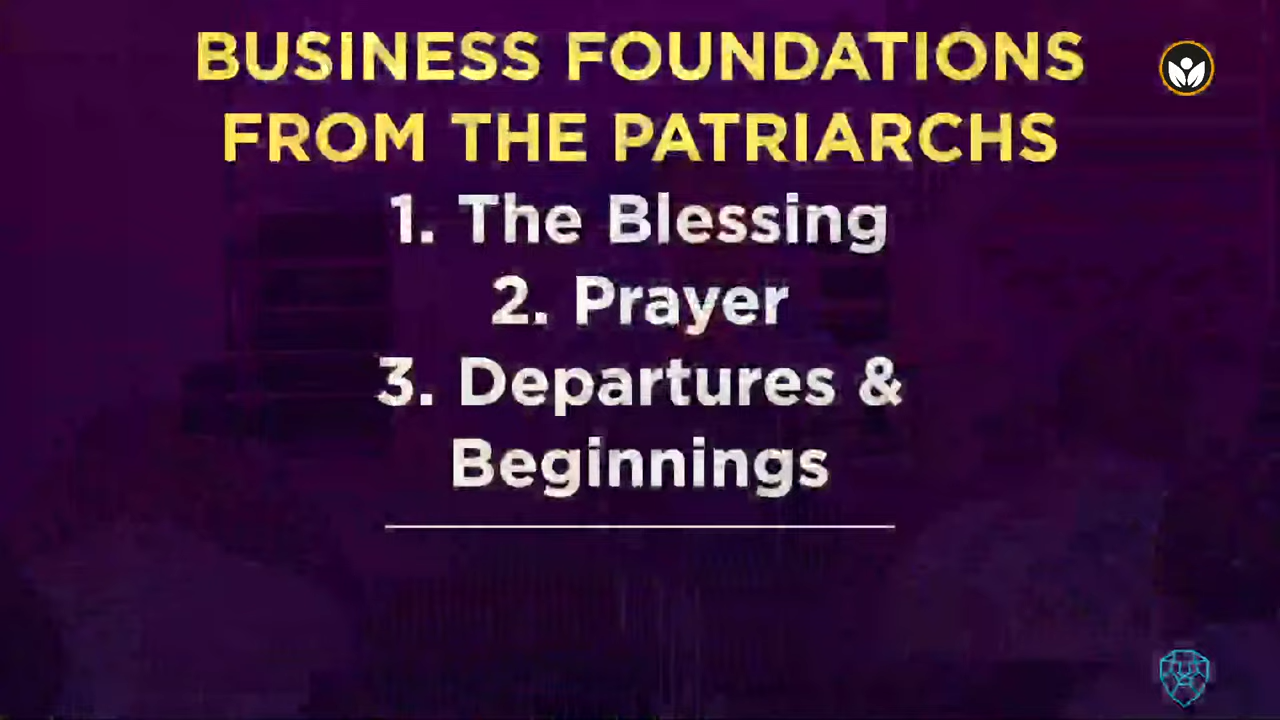 BUSINESS FOUNDATIONS
FROM THE PATRIARCHS
1. The Blessing
2. Prayer
3. Departures &
Beginnings